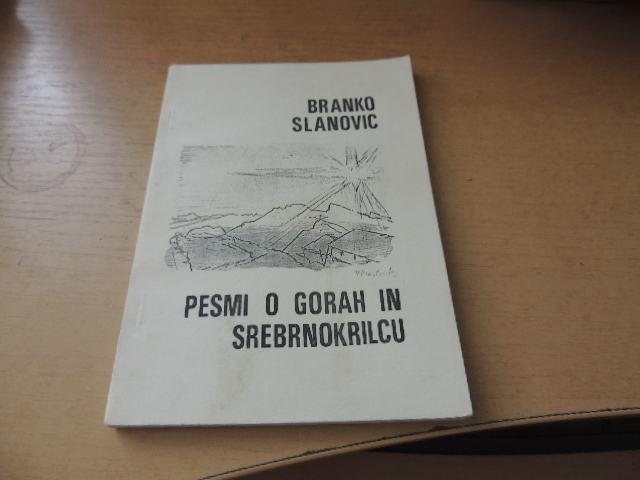 BRANKO
SLANOVIC
PESMI O GORAH IN
SREBRNOKRILCU